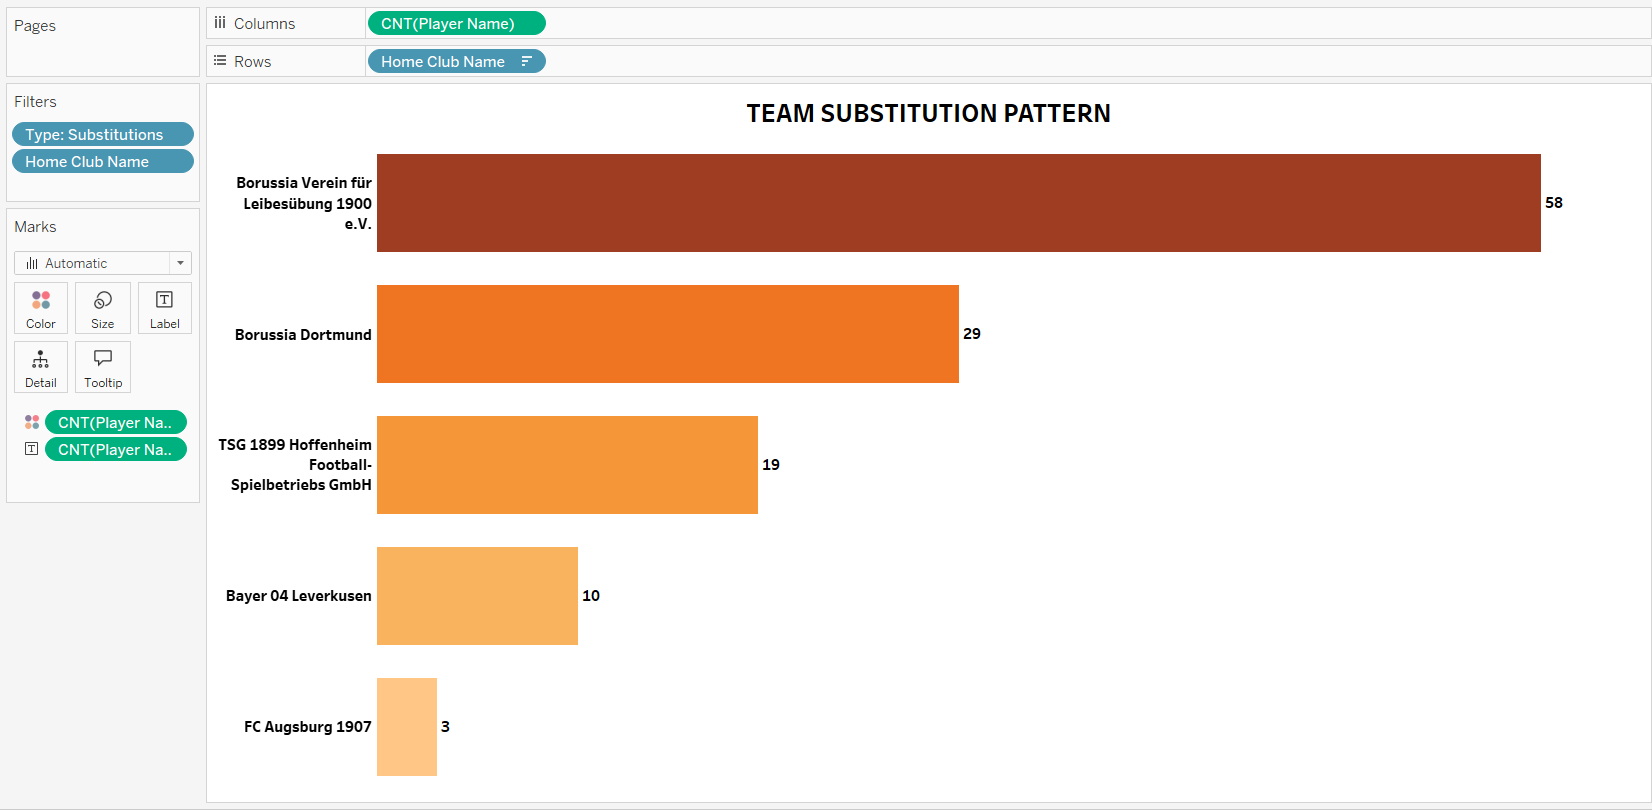 Pages
Columns
CNT(Player Name)
Rows
Home Club Name
Filters
Type: Substitutions
Home Club Name
Marks
Automatic
Color
Size
Label
Detail
Tooltip
CNT(Player Na..
CNT(Player Na..
TEAM SUBSTITUTION PATTERN
Borussia Verein für
Leibesübung 1900
e.V.
58
Borussia Dortmund
29
TSG 1899 Hoffenheim
Football-
Spielbetriebs GmbH
19
Bayer 04 Leverkusen
10
FC Augsburg 1907
3